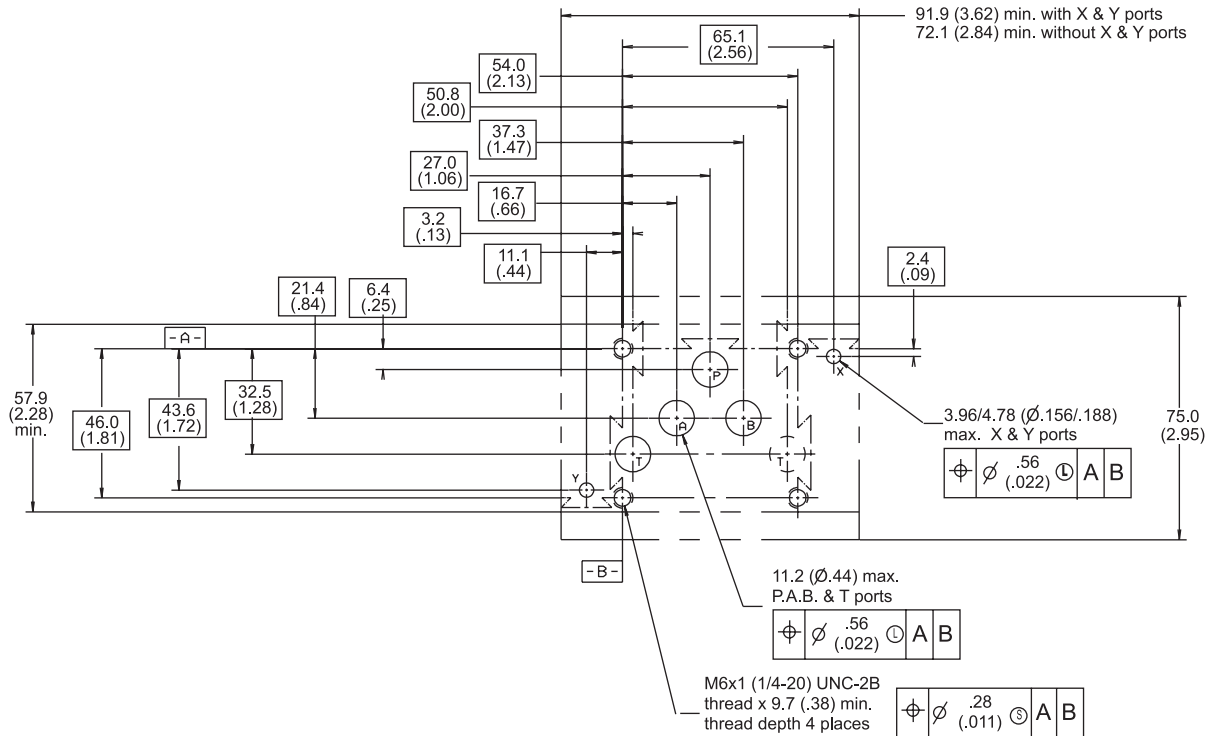 91.9 (3.62) min. with X & Y ports
72.1 (2.84) min. without X & Y ports
65.1
(2.56)
54.0
(2.13)
50.8
(2.00)
37.3
(1.47)
27.0
(1.06)
16.7
(.66)
3.2
(.13)
11.1
(.44)
2.4
(.09)
21.4
(.84)
6.4
(.25)
-A-
57.9
(2.28)
min.
46.0
(1.81)
43.6
(1.72)
32.5
(1.28)
P
X
A
B
T
T
Y
3.96/4.78 (Ø.156/.188)
max. X & Y ports
⌖ Ø .56 (.022) Ⓛ A B
75.0
(2.95)
-B-
11.2 (Ø.44) max.
P.A.B. & T ports
⌖ Ø .56 (.022) Ⓛ A B
M6x1 (1/4-20) UNC-2B
thread x 9.7 (.38) min.
thread depth 4 places
⌖ Ø .28 (.011) Ⓢ A B